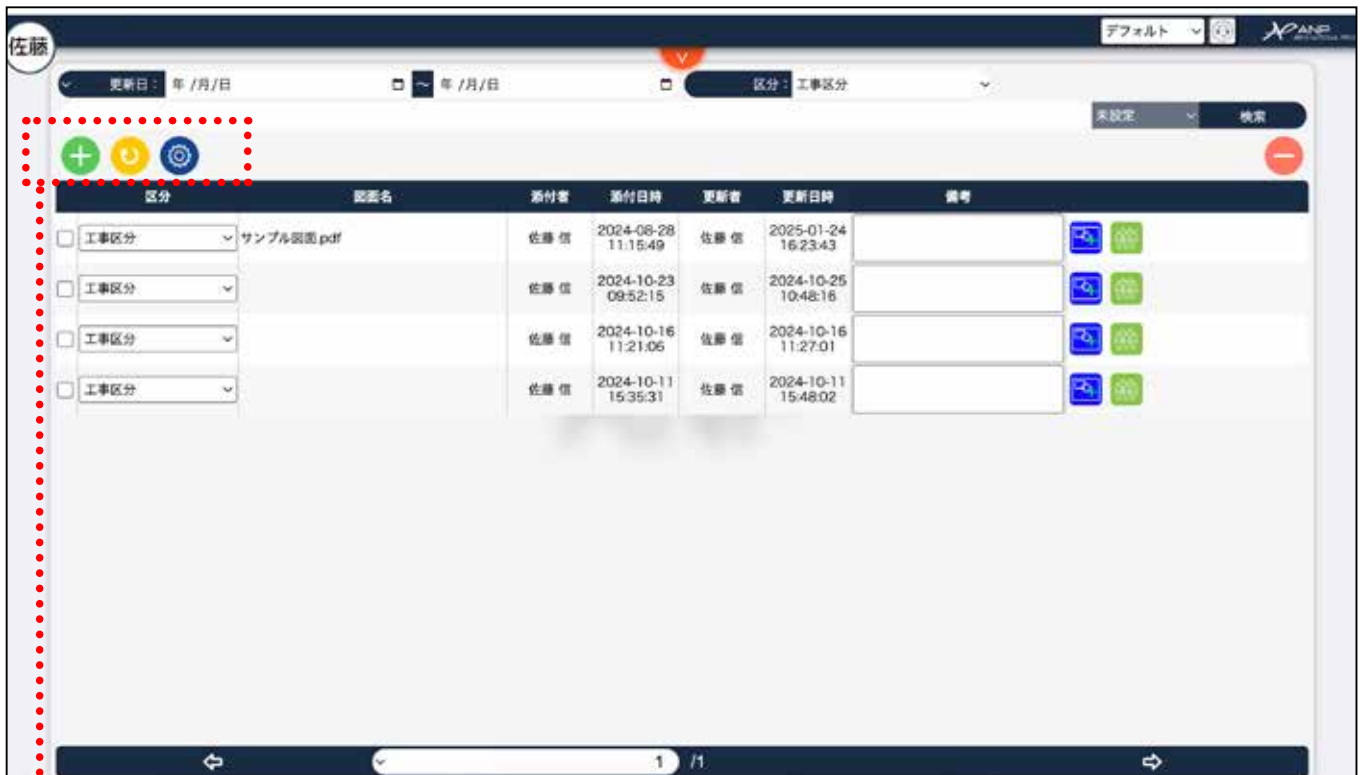 佐藤
デフォルト ANP
更新日： 年 /月/日 ～ 年 /月/日 区分： 工事区分
未設定 検索
区分 図面名 添付者 添付日時 更新者 更新日時 備考
工事区分 サンプル図面.pdf 佐藤 信 2024-08-28 11:15:49 佐藤 信 2025-01-24 16:23:43
工事区分 佐藤 信 2024-10-23 09:52:15 佐藤 信 2024-10-25 10:48:16
工事区分 佐藤 信 2024-10-16 11:21:06 佐藤 信 2024-10-16 11:27:01
工事区分 佐藤 信 2024-10-11 15:35:31 佐藤 信 2024-10-11 15:48:02
1 /1